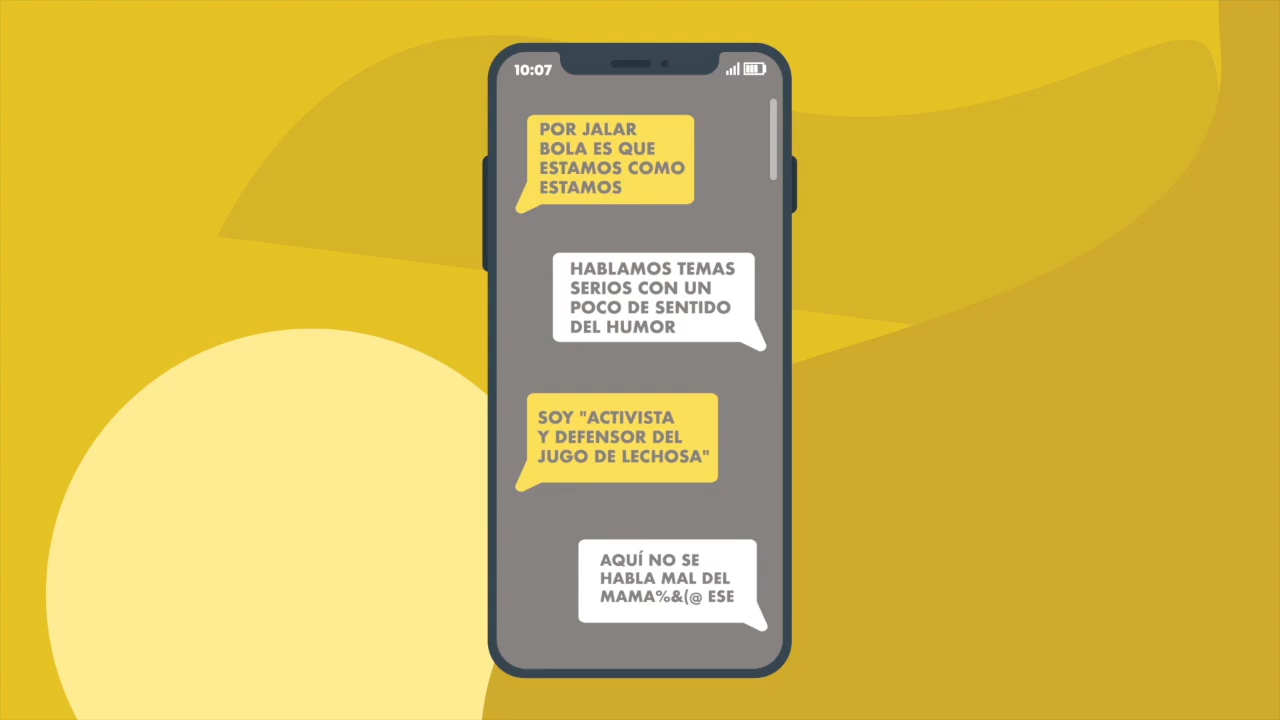 10:07
POR JALAR
BOLA ES QUE
ESTAMOS COMO
ESTAMOS
HABLAMOS TEMAS
SERIOS CON UN
POCO DE SENTIDO
DEL HUMOR
SOY "ACTIVISTA
Y DEFENSOR DEL
JUGO DE LECHOSA"
AQUÍ NO SE
HABLA MAL DEL
MAMA%&(@ ESE